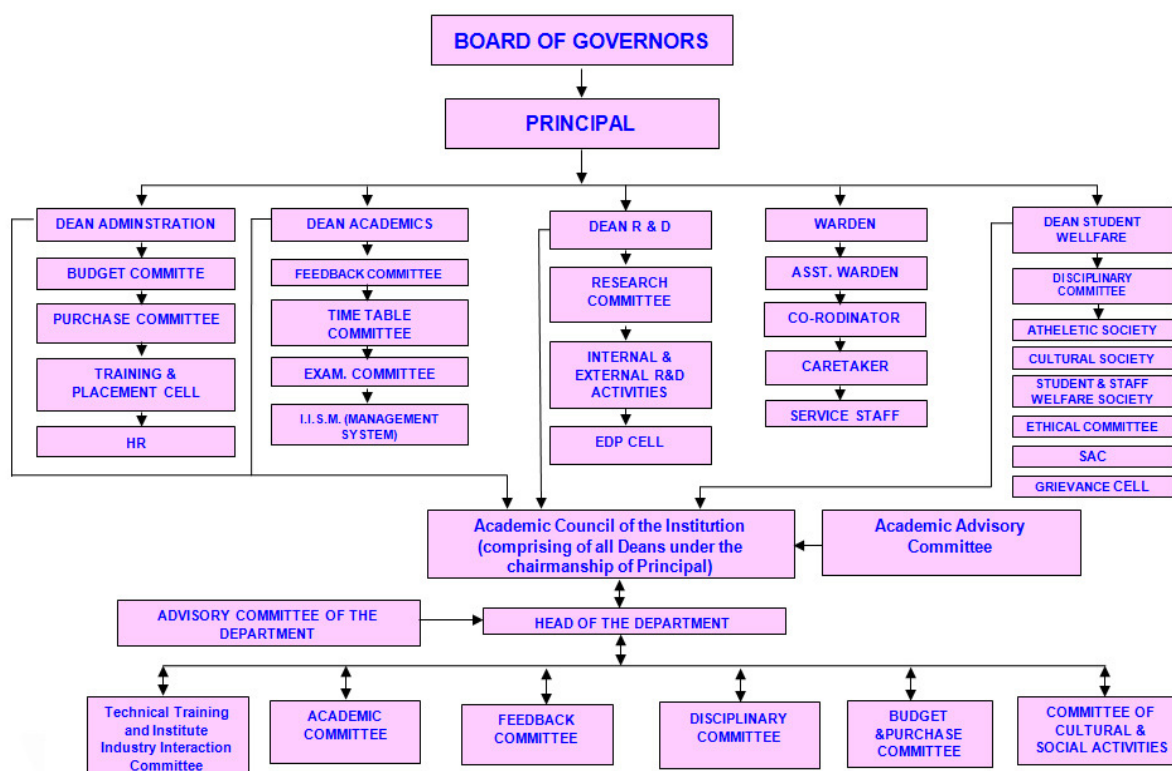 BOARD OF GOVERNORS
PRINCIPAL
DEAN ADMINSTRATION
BUDGET COMMITTE
PURCHASE COMMITTEE
TRAINING &
PLACEMENT CELL
HR
DEAN ACADEMICS
FEEDBACK COMMITTEE
TIME TABLE
COMMITTEE
EXAM. COMMITTEE
I.I.S.M. (MANAGEMENT
SYSTEM)
DEAN R & D
RESEARCH
COMMITTEE
INTERNAL &
EXTERNAL R&D
ACTIVITIES
EDP CELL
WARDEN
ASST. WARDEN
CO-RODINATOR
CARETAKER
SERVICE STAFF
DEAN STUDENT
WELLFARE
DISCIPLINARY
COMMITTEE
ATHELETIC SOCIETY
CULTURAL SOCIETY
STUDENT & STAFF
WELFARE SOCIETY
ETHICAL COMMITTEE
SAC
GRIEVANCE CELL
Academic Council of the Institution
(comprising of all Deans under the
chairmanship of Principal)
Academic Advisory
Committee
ADVISORY COMMITTEE OF THE
DEPARTMENT
HEAD OF THE DEPARTMENT
Technical Training
and Institute
Industry Interaction
Committee
ACADEMIC
COMMITTEE
FEEDBACK
COMMITTEE
DISCIPLINARY
COMMITTEE
BUDGET
&PURCHASE
COMMITTEE
COMMITTEE OF
CULTURAL &
SOCIAL ACTIVITIES